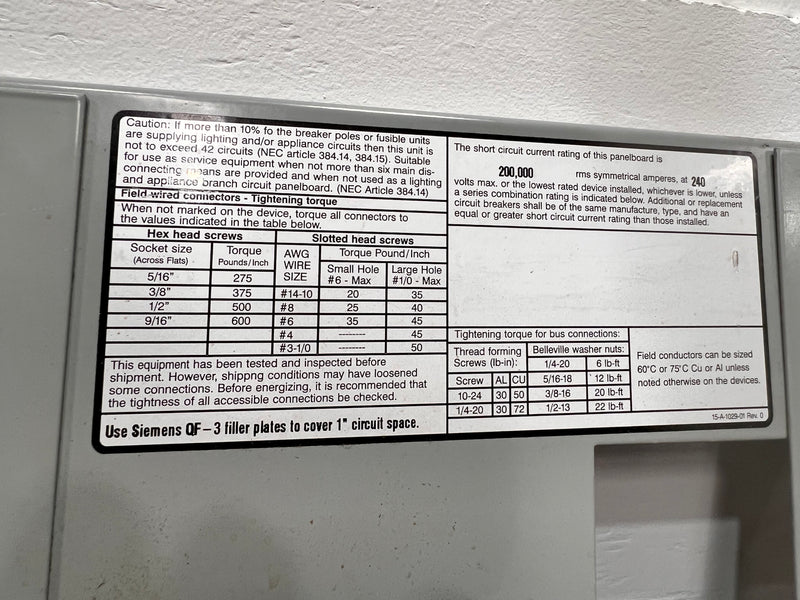 Caution: If more than 10% fo the breaker poles or fusible units
are supplying lighting and/or appliance circuits then this unit is
not to exceed 42 circuits (NEC article 384.14, 384.15). Suitable
for use as service equipment when not more than six main dis-
connecting means are provided and when not used as a lighting
and appliance branch circuit panelboard. (NEC Article 384.14)
Field wired connectors - Tightening torque
When not marked on the device, torque all connectors to
the values indicated in the table below.
Hex head screws Slotted head screws
Socket size (Across Flats) Torque Pounds/Inch AWG WIRE SIZE Torque Pound/Inch
Small Hole #6 - Max Large Hole #1/0 - Max
5/16" 275
3/8" 375 #14-10 20 35
1/2" 500 #8 25 40
9/16" 600 #6 35 45
#4 -------- 45
#3-1/0 -------- 50
This equipment has been tested and inspected before
shipment. However, shippng conditions may have loosened
some connections. Before energizing, it is recommended that
the tightness of all accessible connections be checked.
Use Siemens QF-3 filler plates to cover 1" circuit space.
The short circuit current rating of this panelboard is
200,000 rms symmetrical amperes, at 240
volts max. or the lowest rated device installed, whichever is lower, unless
a series combination rating is indicated below. Additional or replacement
circuit breakers shall be of the same manufacture, type, and have an
equal or greater short circuit current rating than those installed.
Tightening torque for bus connections:
Thread forming Screws (lb-in): Belleville washer nuts:
1/4-20 6 lb-ft
Screw AL CU 5/16-18 12 lb-ft
10-24 30 50 3/8-16 20 lb-ft
1/4-20 30 72 1/2-13 22 lb-ft
Field conductors can be sized
60°C or 75°C Cu or Al unless
noted otherwise on the devices.
15-A-1029-01 Rev. 0